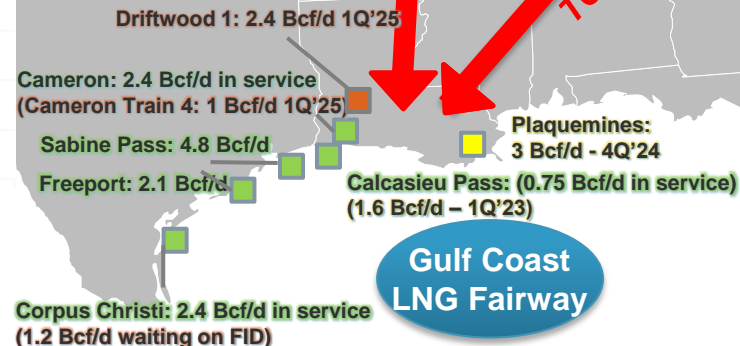 Driftwood 1: 2.4 Bcf/d 1Q'25
Cameron: 2.4 Bcf/d in service
(Cameron Train 4: 1 Bcf/d 1Q'25)
Sabine Pass: 4.8 Bcf/d
Freeport: 2.1 Bcf/d
Plaquemines:
3 Bcf/d - 4Q'24
Calcasieu Pass: (0.75 Bcf/d in service)
(1.6 Bcf/d – 1Q'23)
Gulf Coast
LNG Fairway
Corpus Christi: 2.4 Bcf/d in service
(1.2 Bcf/d waiting on FID)